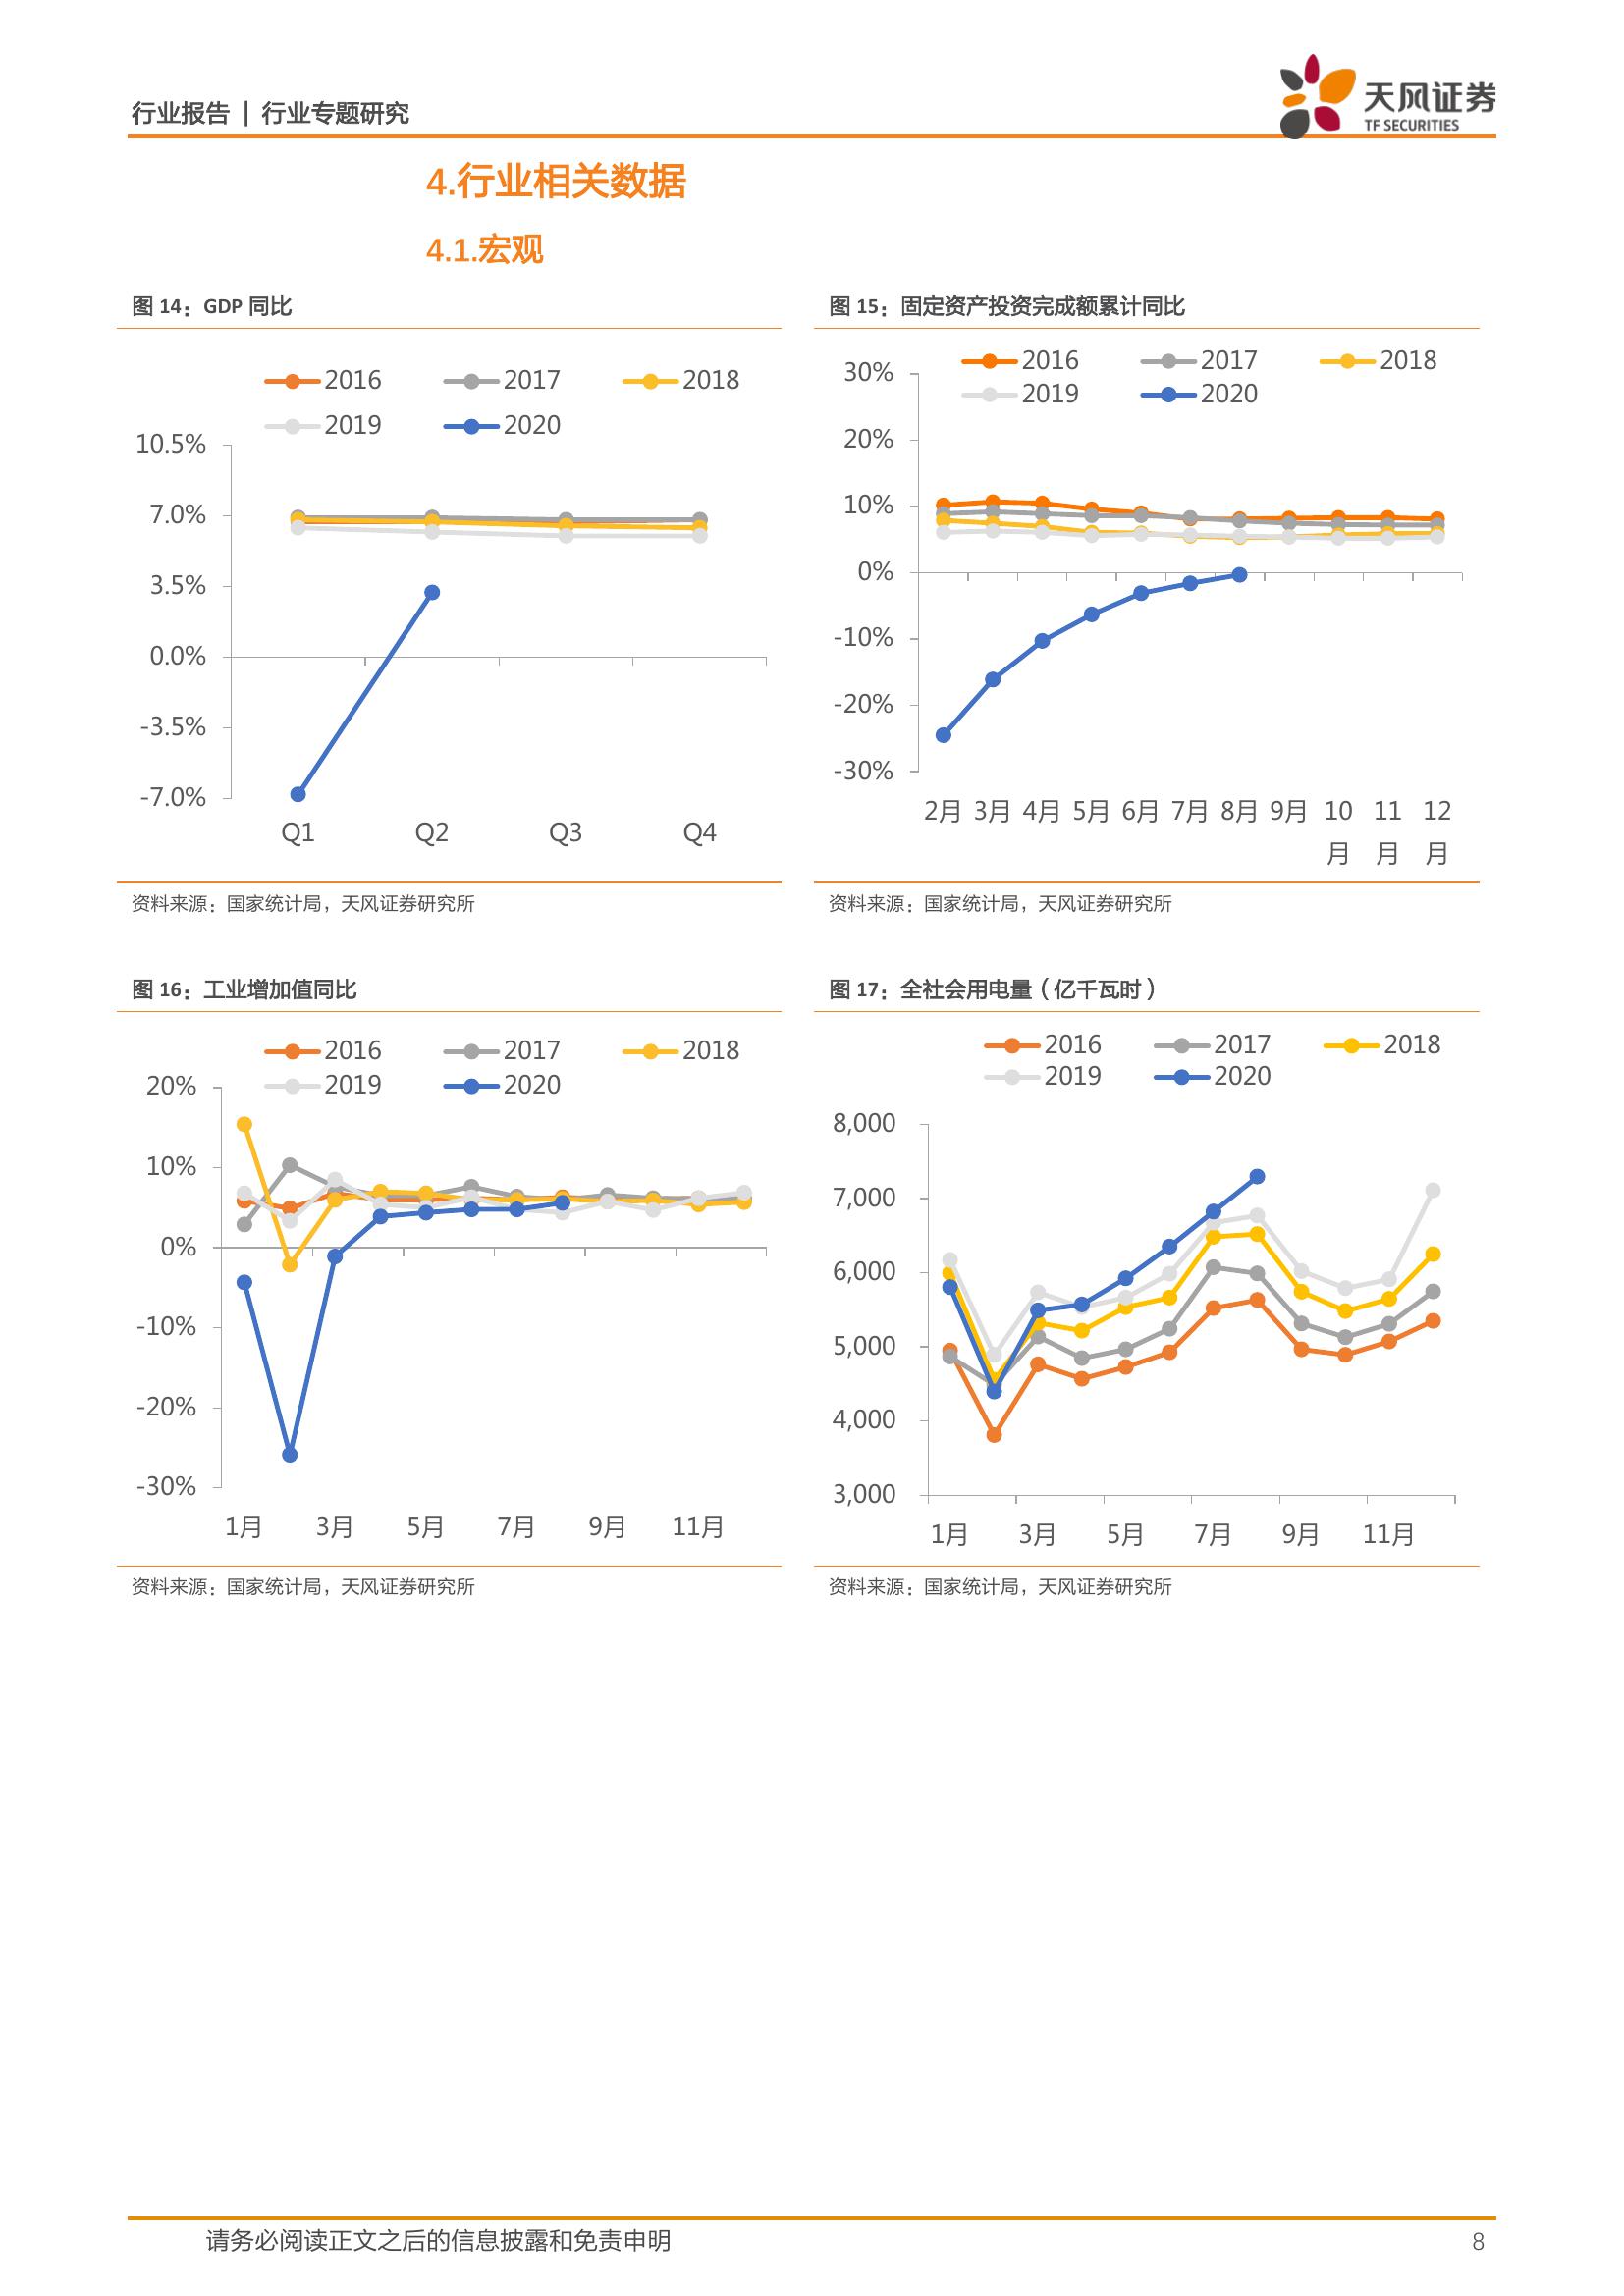 行业报告 | 行业专题研究
天风证券
TF SECURITIES
4.行业相关数据
4.1.宏观
图 14：GDP 同比
2016 2017 2018
2019 2020
10.5%
7.0%
3.5%
0.0%
-3.5%
-7.0%
Q1 Q2 Q3 Q4
资料来源：国家统计局，天风证券研究所
图 15：固定资产投资完成额累计同比
2016 2017 2018
2019 2020
30%
20%
10%
0%
-10%
-20%
-30%
2月 3月 4月 5月 6月 7月 8月 9月 10月 11月 12月
资料来源：国家统计局，天风证券研究所
图 16：工业增加值同比
2016 2017 2018
2019 2020
20%
10%
0%
-10%
-20%
-30%
1月 3月 5月 7月 9月 11月
资料来源：国家统计局，天风证券研究所
图 17：全社会用电量（亿千瓦时）
2016 2017 2018
2019 2020
8,000
7,000
6,000
5,000
4,000
3,000
1月 3月 5月 7月 9月 11月
资料来源：国家统计局，天风证券研究所
请务必阅读正文之后的信息披露和免责申明
8